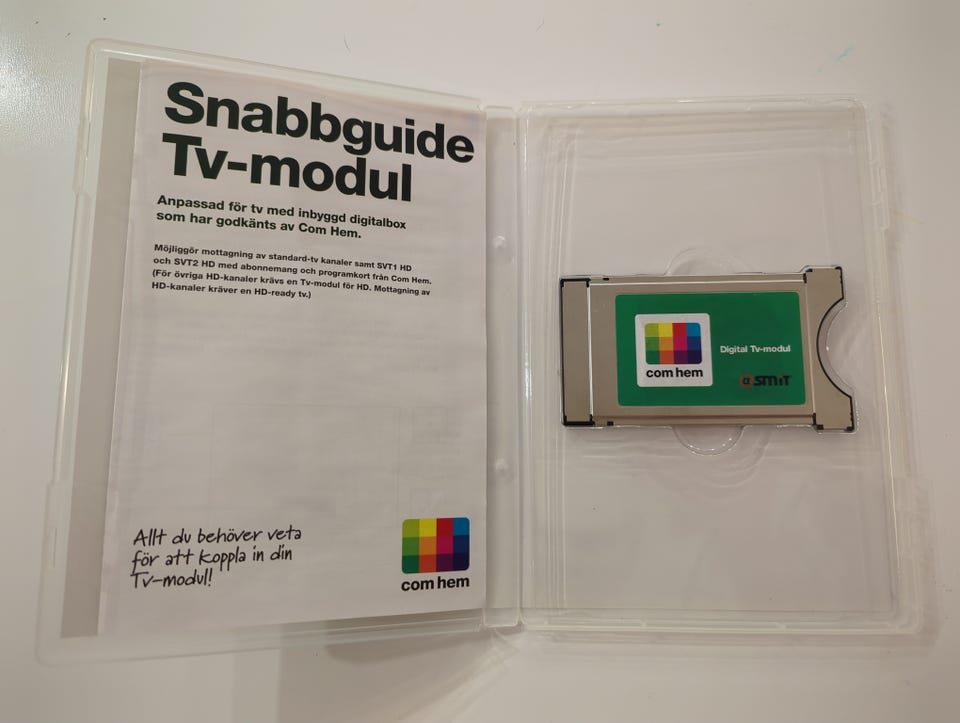 Snabbguide
Tv-modul
Anpassad för tv med inbyggd digitalbox
som har godkänts av Com Hem.
Möjliggör mottagning av standard-tv kanaler samt SVT1 HD
och SVT2 HD med abonnemang och programkort från Com Hem.
(För övriga HD-kanaler krävs en Tv-modul för HD. Mottagning av
HD-kanaler kräver en HD-ready tv.)
Allt du behöver veta
för att koppla in din
Tv-modul!
com hem
com hem
Digital Tv-modul
SMiT